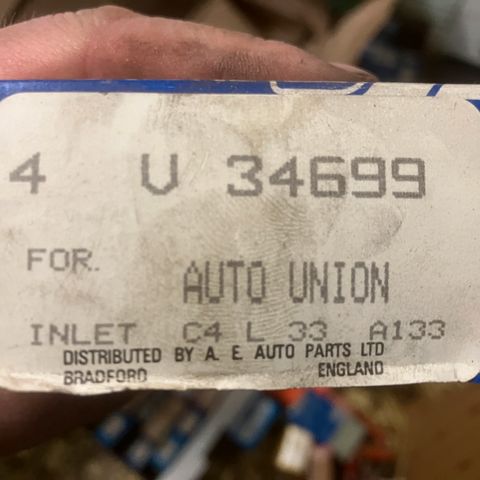 4 V 34699
FOR.
AUTO UNION
INLET C4 L 33 A133
DISTRIBUTED BY A. E. AUTO PARTS LTD
BRADFORD ENGLAND